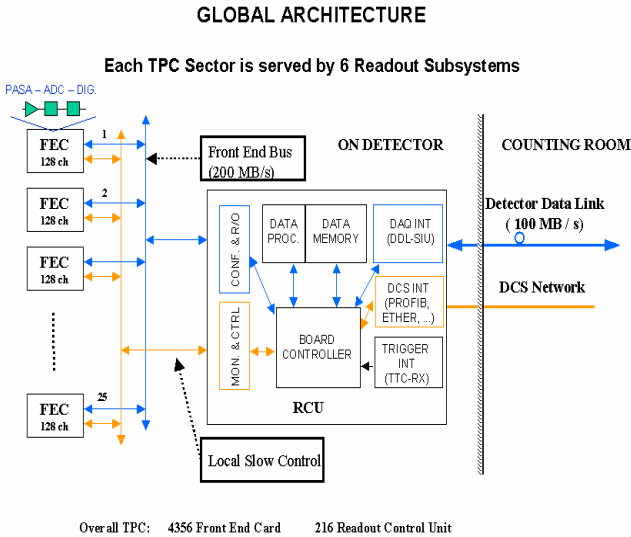 GLOBAL ARCHITECTURE
Each TPC Sector is served by 6 Readout Subsystems
PASA – ADC – DIG.
FEC
128 ch
1
FEC
128 ch
2
FEC
128 ch
FEC
128 ch
25
Front End Bus
(200 MB/s)
ON DETECTOR
COUNTING ROOM
CONF. & R/O
DATA
PROC.
DATA
MEMORY
DAQ INT
(DDL-SIU)
Detector Data Link
( 100 MB / s)
MON. & CTRL
BOARD
CONTROLLER
DCS INT
(PROFIB,
ETHER, ...)
DCS Network
TRIGGER
INT
(TTC-RX)
RCU
Local Slow Control
Overall TPC: 4356 Front End Card 216 Readout Control Unit